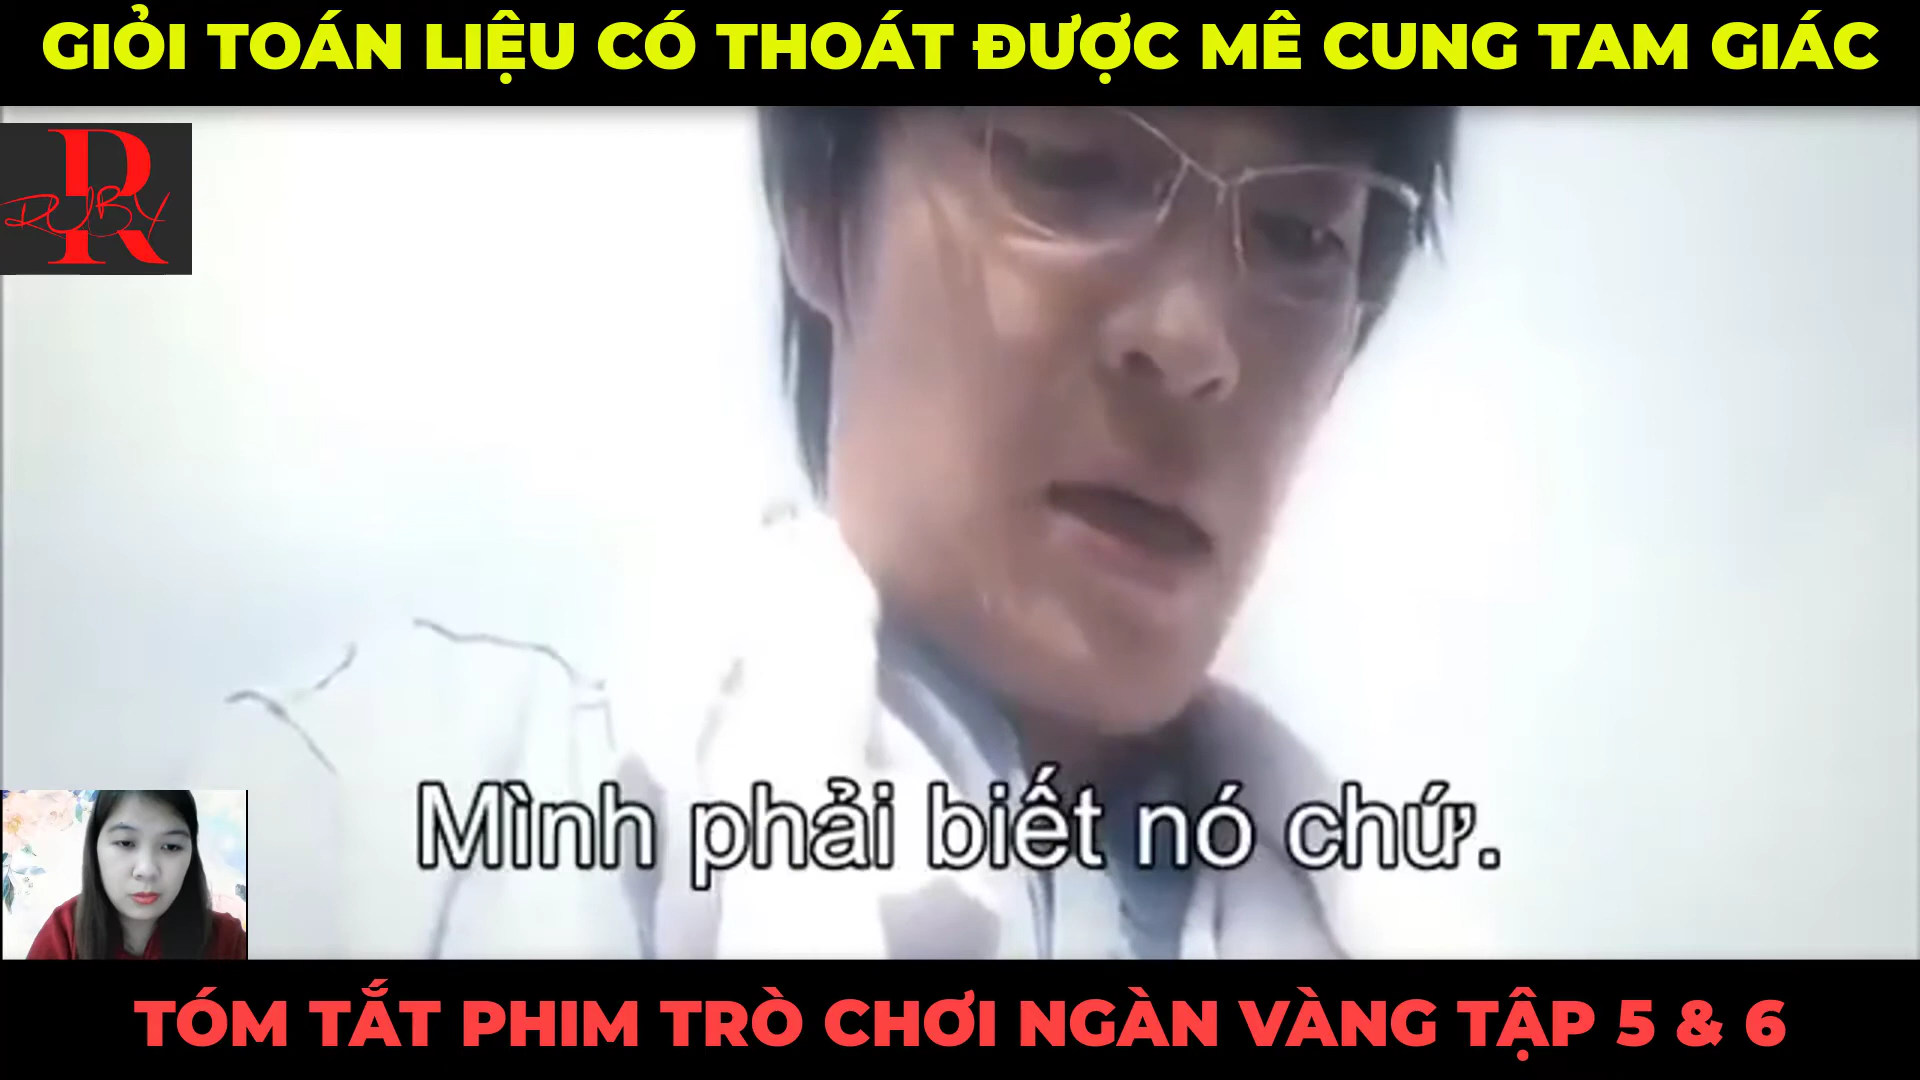 GIỎI TOÁN LIỆU CÓ THOÁT ĐƯỢC MÊ CUNG TAM GIÁC
R
RUBY
Mình phải biết nó chứ.
TÓM TẮT PHIM TRÒ CHƠI NGÀN VÀNG TẬP 5 & 6